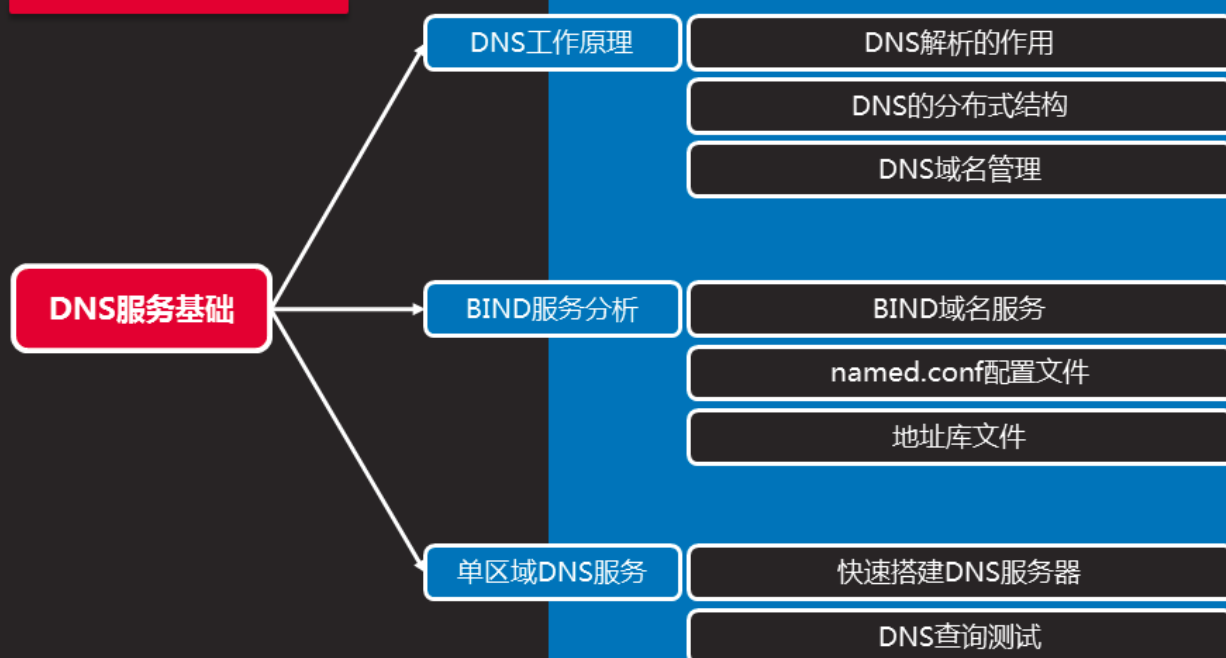 DNS服务基础
DNS工作原理
DNS解析的作用
DNS的分布式结构
DNS域名管理
BIND服务分析
BIND域名服务
named.conf配置文件
地址库文件
单区域DNS服务
快速搭建DNS服务器
DNS查询测试